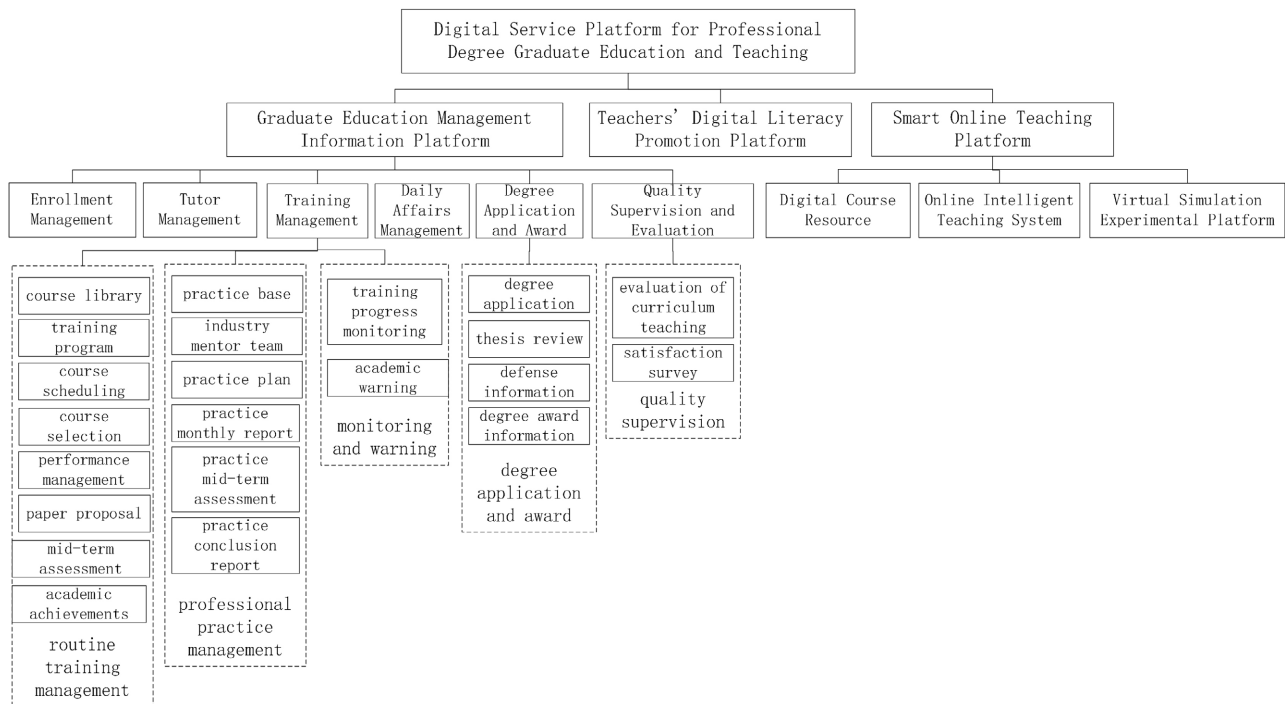 Digital Service Platform for Professional
Degree Graduate Education and Teaching
Graduate Education Management
Information Platform
Teachers' Digital Literacy
Promotion Platform
Smart Online Teaching
Platform
Enrollment
Management
Tutor
Management
Training
Management
Daily
Affairs
Management
Degree
Application
and Award
Quality
Supervision and
Evaluation
Digital Course
Resource
Online Intelligent
Teaching System
Virtual Simulation
Experimental Platform
course library
training
program
course
scheduling
course
selection
performance
management
paper proposal
mid-term
assessment
academic
achievements
routine
training
management
practice base
industry
mentor team
practice plan
practice
monthly report
practice
mid-term
assessment
practice
conclusion
report
professional
practice
management
training
progress
monitoring
academic
warning
monitoring
and warning
degree
application
thesis review
defense
information
degree award
information
degree
application
and award
evaluation of
curriculum
teaching
satisfaction
survey
quality
supervision